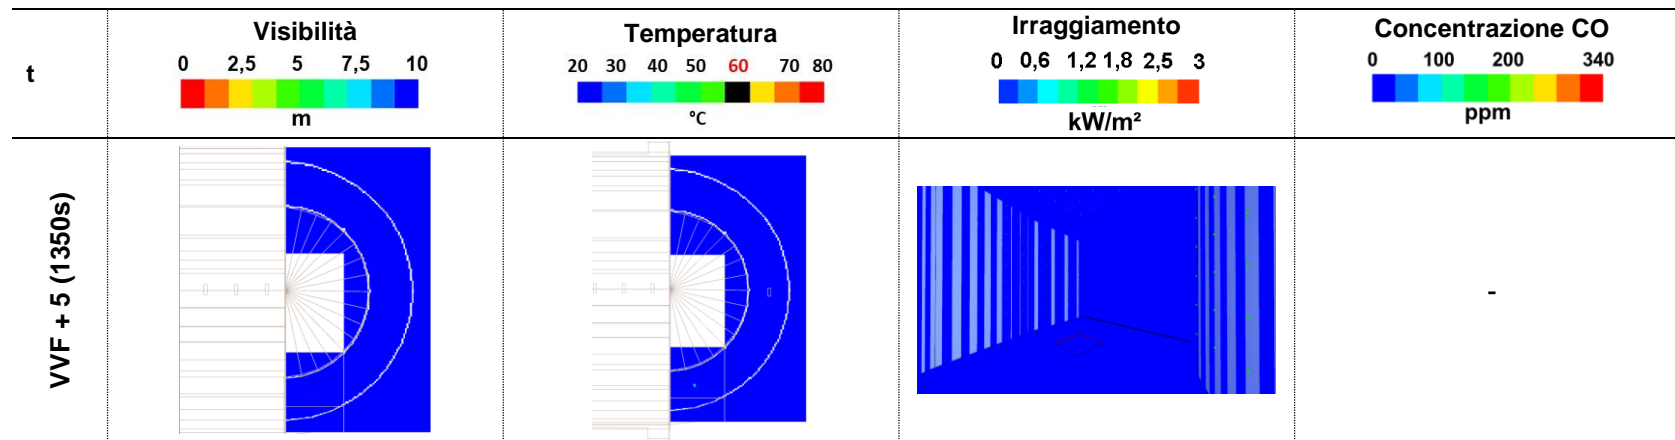 t
Visibilità
0 2,5 5 7,5 10
m
Temperatura
20 30 40 50 60 70 80
°C
Irraggiamento
0 0,6 1,2 1,8 2,5 3
kW/m²
Concentrazione CO
0 100 200 340
ppm
VVF + 5 (1350s)
-